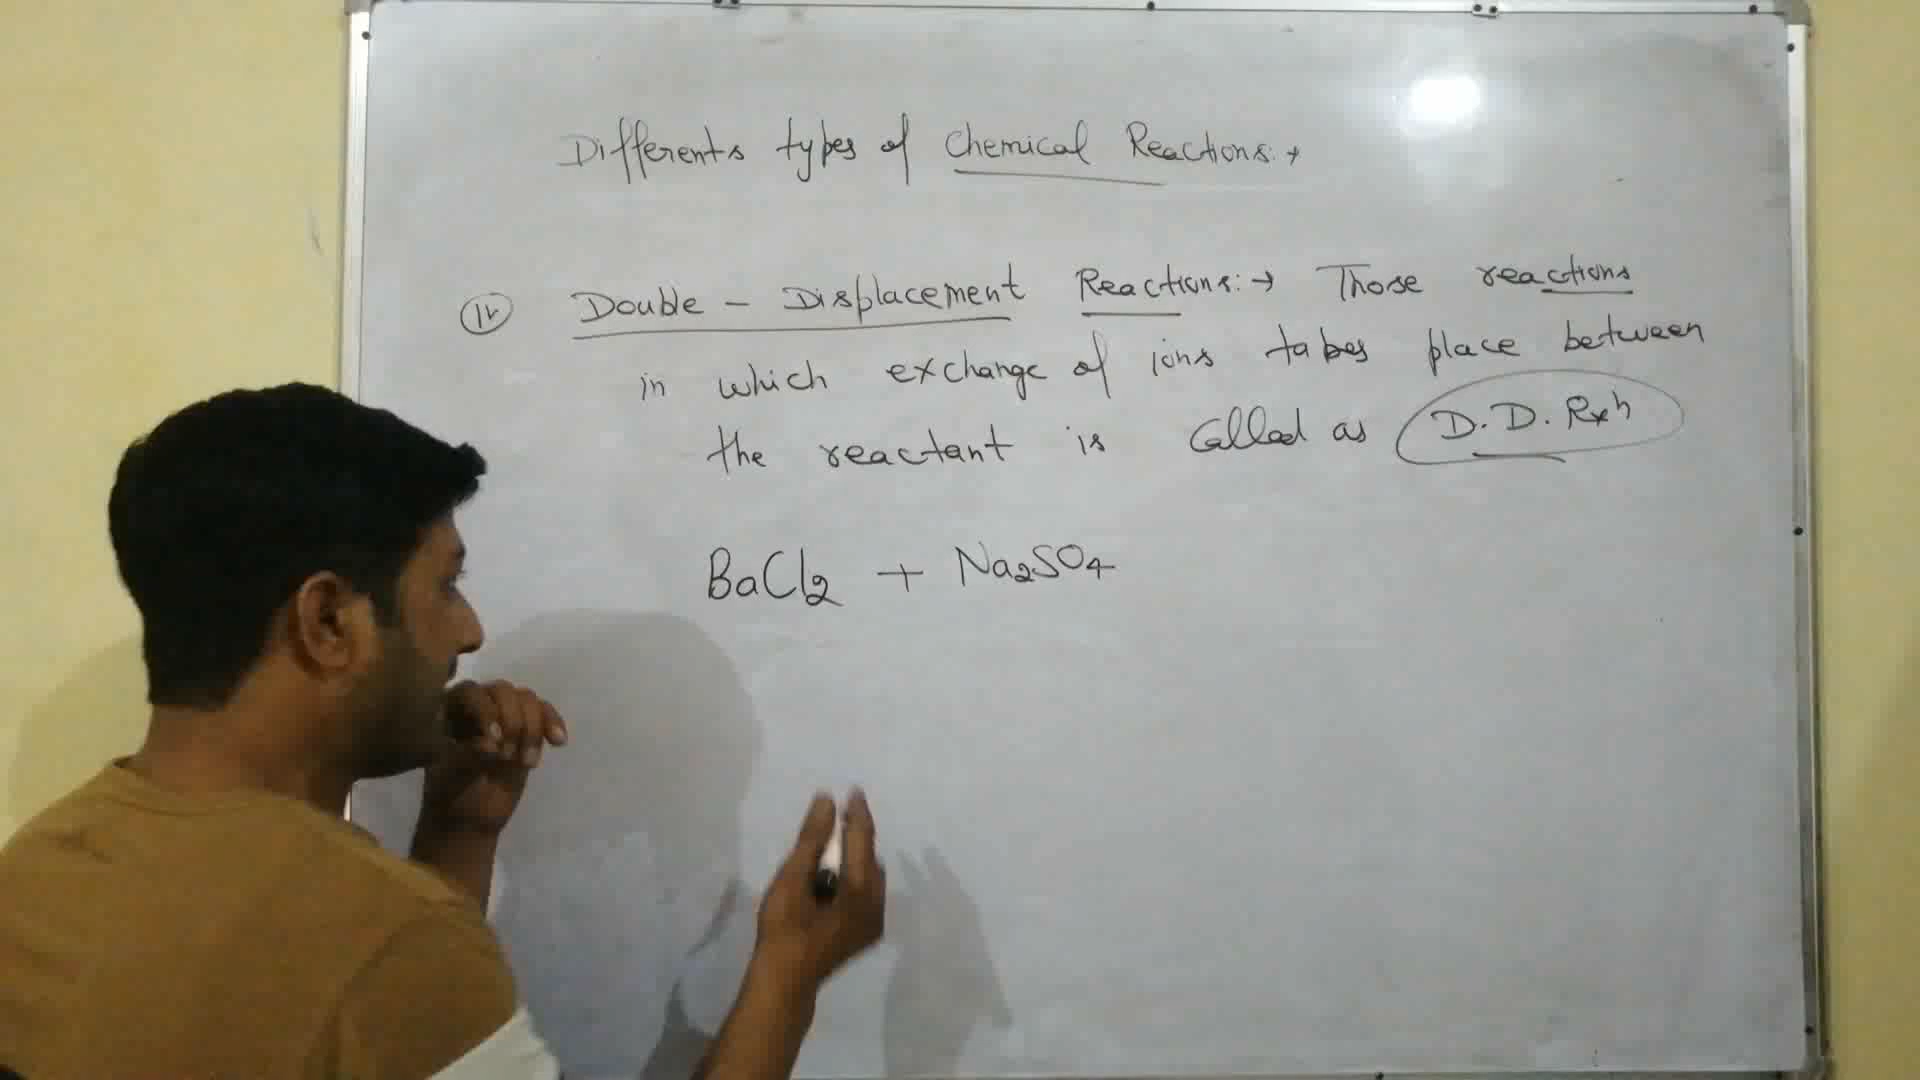 Differents types of Chemical Reactions:→
(iv) Double - Displacement Reactions:→ Those reactions
in which exchange of ions takes place between
the reactant is Called as D.D. Rxn
BaCl2 + Na2SO4